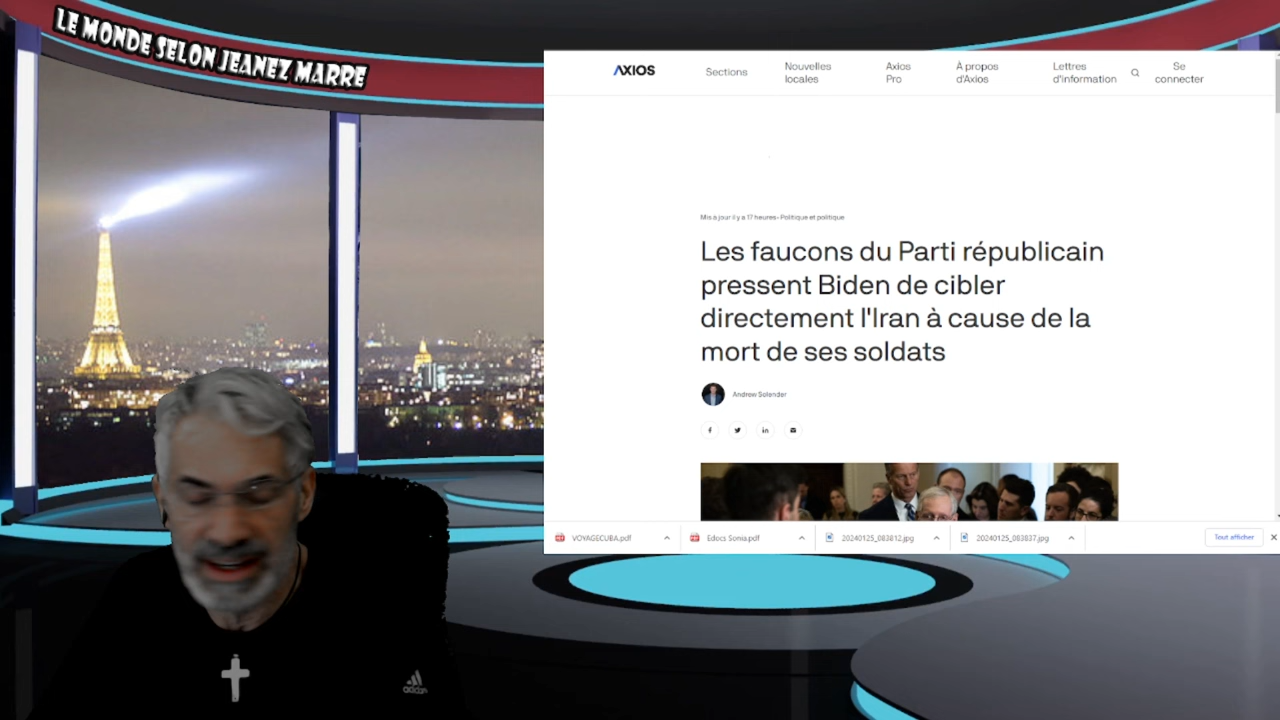 LE MONDE SELON JEANEZ MARRE
AXIOS
Sections
Nouvelles
locales
Axios
Pro
À propos
d'Axios
Lettres
d'information
Se
connecter
Mis à jour il y a 17 heures - Politique et politique
Les faucons du Parti républicain
pressent Biden de cibler
directement l'Iran à cause de la
mort de ses soldats
Andrew Solender
VOYAGECUBA.pdf
Edocs Sonia.pdf
20240125_083812.jpg
20240125_083837.jpg
Tout afficher
adidas